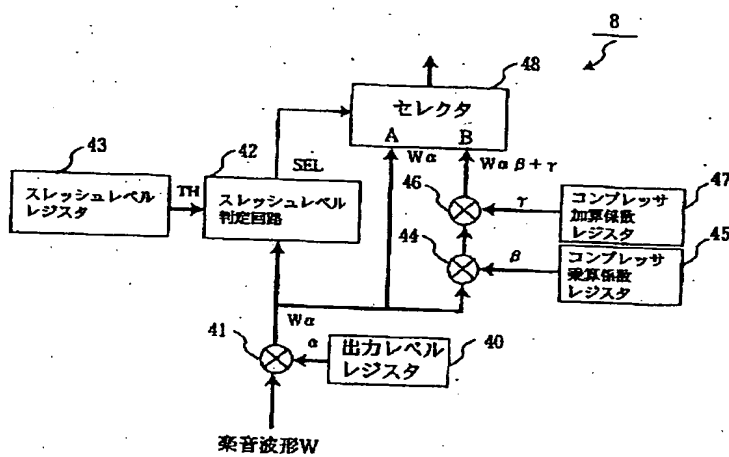 8
48
セレクタ
A B
Wα Wαβ+γ
43
42
SEL
スレッシュレベル
レジスタ
TH
スレッシュレベル
判定回路
46
γ
47
コンプレッサ
加算係数
レジスタ
44
β
45
コンプレッサ
乗算係数
レジスタ
Wα
41
α
出力レベル
レジスタ
40
楽音波形W